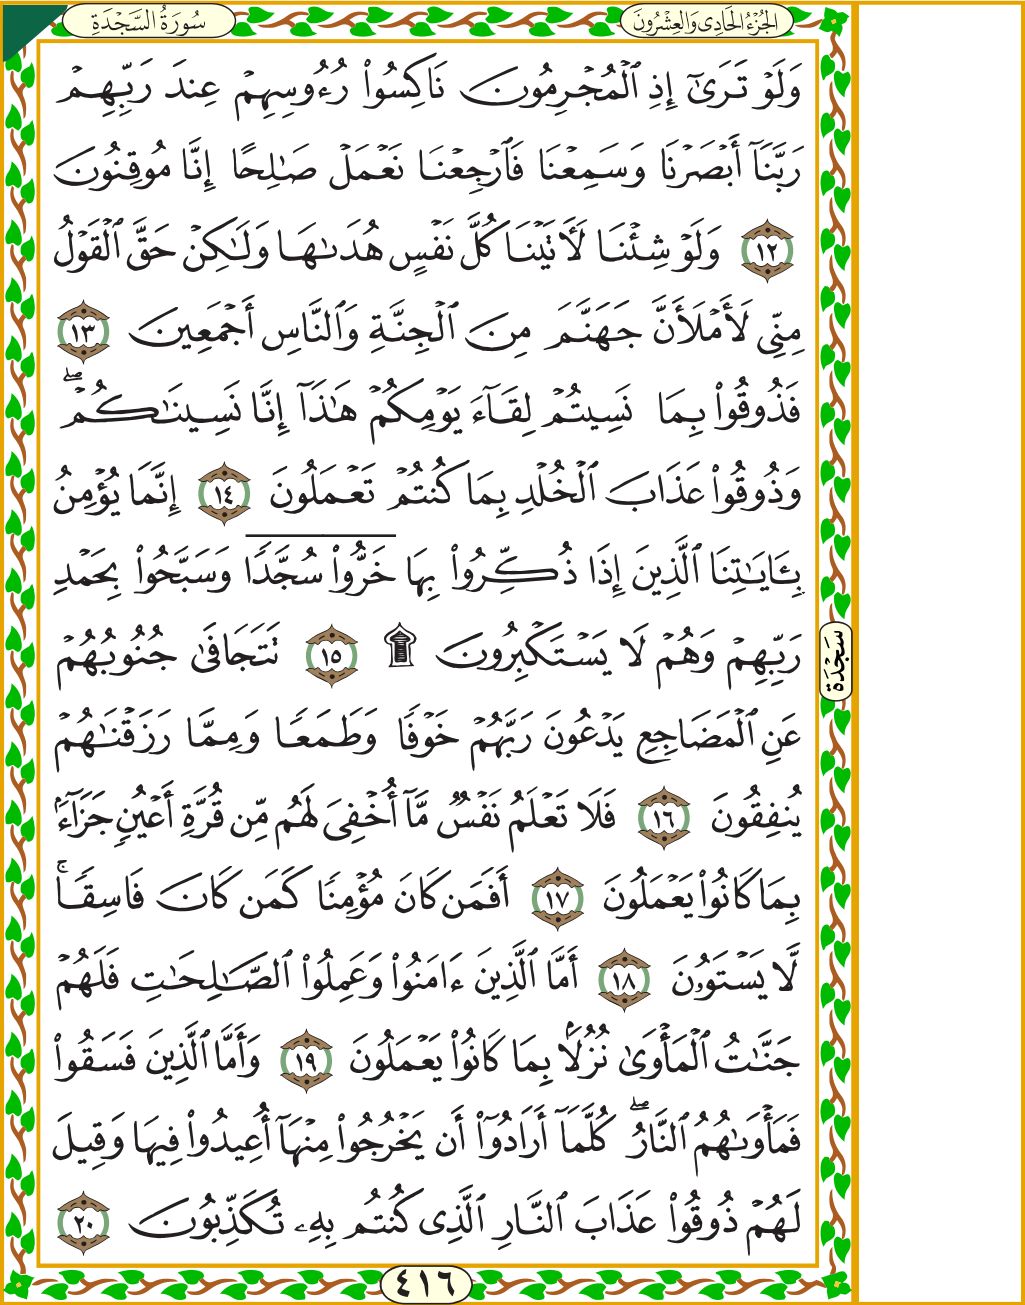 سُورَةُ السَّجْدَةِ
الجُزْءُ الحَادِي وَالعِشْرُونَ
وَلَوْ تَرَىٰٓ إِذِ ٱلْمُجْرِمُونَ نَاكِسُوا۟ رُءُوسِهِمْ عِندَ رَبِّهِمْ
رَبَّنَآ أَبْصَرْنَا وَسَمِعْنَا فَٱرْجِعْنَا نَعْمَلْ صَـٰلِحًا إِنَّا مُوقِنُونَ
١٢ وَلَوْ شِئْنَا لَـَٔاتَيْنَا كُلَّ نَفْسٍ هُدَىٰهَا وَلَـٰكِنْ حَقَّ ٱلْقَوْلُ
مِنِّى لَأَمْلَأَنَّ جَهَنَّمَ مِنَ ٱلْجِنَّةِ وَٱلنَّاسِ أَجْمَعِينَ ١٣
فَذُوقُوا۟ بِمَا نَسِيتُمْ لِقَآءَ يَوْمِكُمْ هَـٰذَآ إِنَّا نَسِينَـٰكُمْ ۖ
وَذُوقُوا۟ عَذَابَ ٱلْخُلْدِ بِمَا كُنتُمْ تَعْمَلُونَ ١٤ إِنَّمَا يُؤْمِنُ
بِـَٔايَـٰتِنَا ٱلَّذِينَ إِذَا ذُكِّرُوا۟ بِهَا خَرُّوا۟ سُجَّدًا وَسَبَّحُوا۟ بِحَمْدِ
رَبِّهِمْ وَهُمْ لَا يَسْتَكْبِرُونَ ۩ ١٥ تَتَجَافَىٰ جُنُوبُهُمْ
سَجْدَة
عَنِ ٱلْمَضَاجِعِ يَدْعُونَ رَبَّهُمْ خَوْفًا وَطَمَعًا وَمِمَّا رَزَقْنَـٰهُمْ
يُنفِقُونَ ١٦ فَلَا تَعْلَمُ نَفْسٌ مَّآ أُخْفِىَ لَهُم مِّن قُرَّةِ أَعْيُنٍ جَزَآءًۢ
بِمَا كَانُوا۟ يَعْمَلُونَ ١٧ أَفَمَن كَانَ مُؤْمِنًا كَمَن كَانَ فَاسِقًا ۚ
لَّا يَسْتَوُۥنَ ١٨ أَمَّا ٱلَّذِينَ ءَامَنُوا۟ وَعَمِلُوا۟ ٱلصَّـٰلِحَـٰتِ فَلَهُمْ
جَنَّـٰتُ ٱلْمَأْوَىٰ نُزُلًۢا بِمَا كَانُوا۟ يَعْمَلُونَ ١٩ وَأَمَّا ٱلَّذِينَ فَسَقُوا۟
فَمَأْوَىٰهُمُ ٱلنَّارُ ۖ كُلَّمَآ أَرَادُوٓا۟ أَن يَخْرُجُوا۟ مِنْهَآ أُعِيدُوا۟ فِيهَا وَقِيلَ
لَهُمْ ذُوقُوا۟ عَذَابَ ٱلنَّارِ ٱلَّذِى كُنتُم بِهِۦ تُكَذِّبُونَ ٢٠
٤١٦